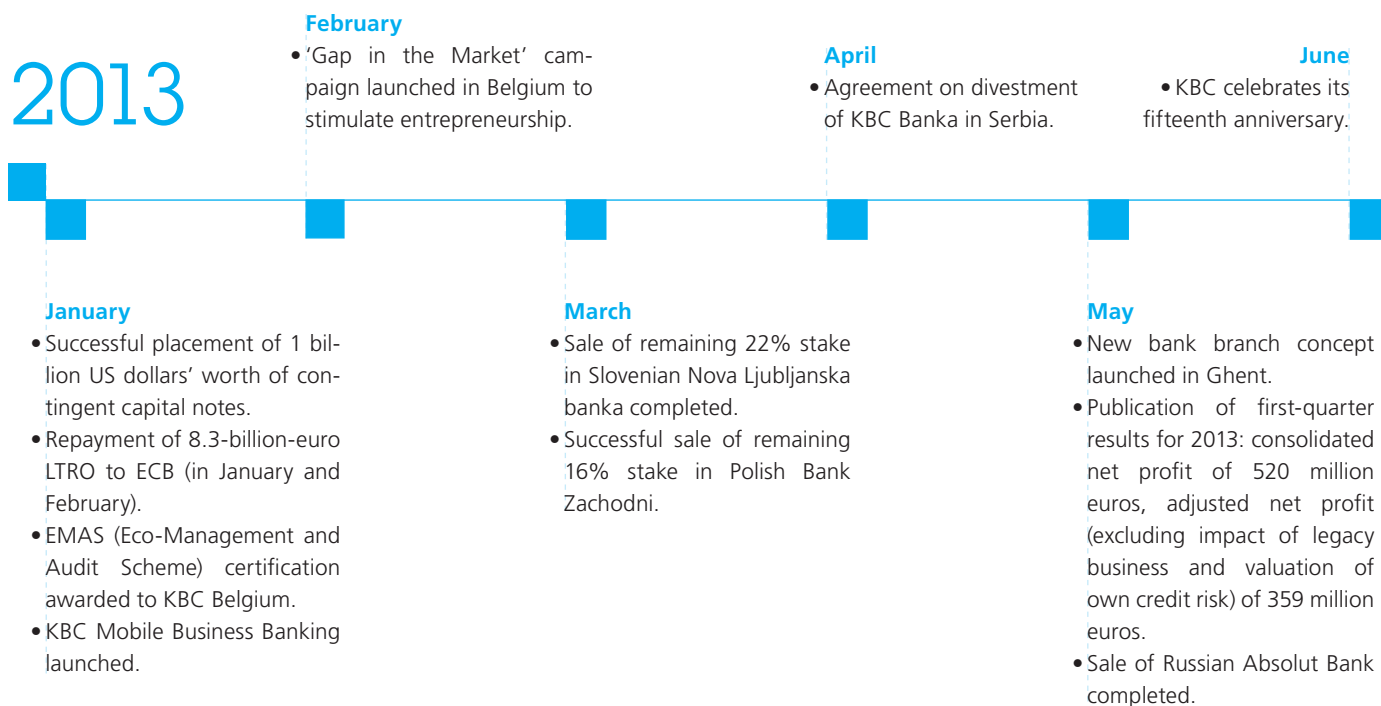 2013
February
• 'Gap in the Market' cam-
paign launched in Belgium to
stimulate entrepreneurship.
April
• Agreement on divestment
of KBC Banka in Serbia.
June
• KBC celebrates its
fifteenth anniversary.
January
• Successful placement of 1 bil-
lion US dollars' worth of con-
tingent capital notes.
• Repayment of 8.3-billion-euro
LTRO to ECB (in January and
February).
• EMAS (Eco-Management and
Audit Scheme) certification
awarded to KBC Belgium.
• KBC Mobile Business Banking
launched.
March
• Sale of remaining 22% stake
in Slovenian Nova Ljubljanska
banka completed.
• Successful sale of remaining
16% stake in Polish Bank
Zachodni.
May
• New bank branch concept
launched in Ghent.
• Publication of first-quarter
results for 2013: consolidated
net profit of 520 million
euros, adjusted net profit
(excluding impact of legacy
business and valuation of
own credit risk) of 359 million
euros.
• Sale of Russian Absolut Bank
completed.